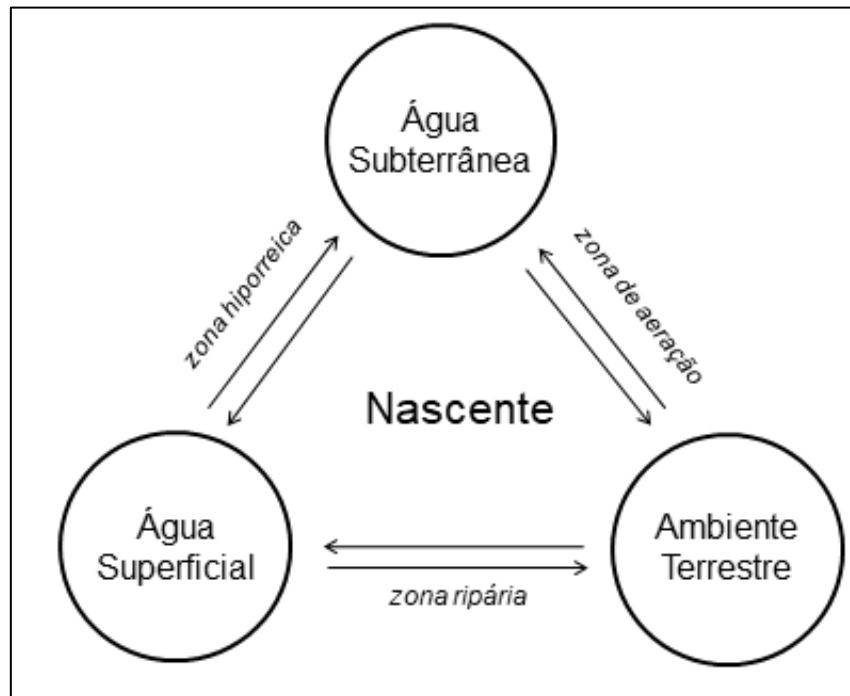 Água
Subterrânea
zona hiporreica
zona de aeração
Nascente
Água
Superficial
Ambiente
Terrestre
zona ripária